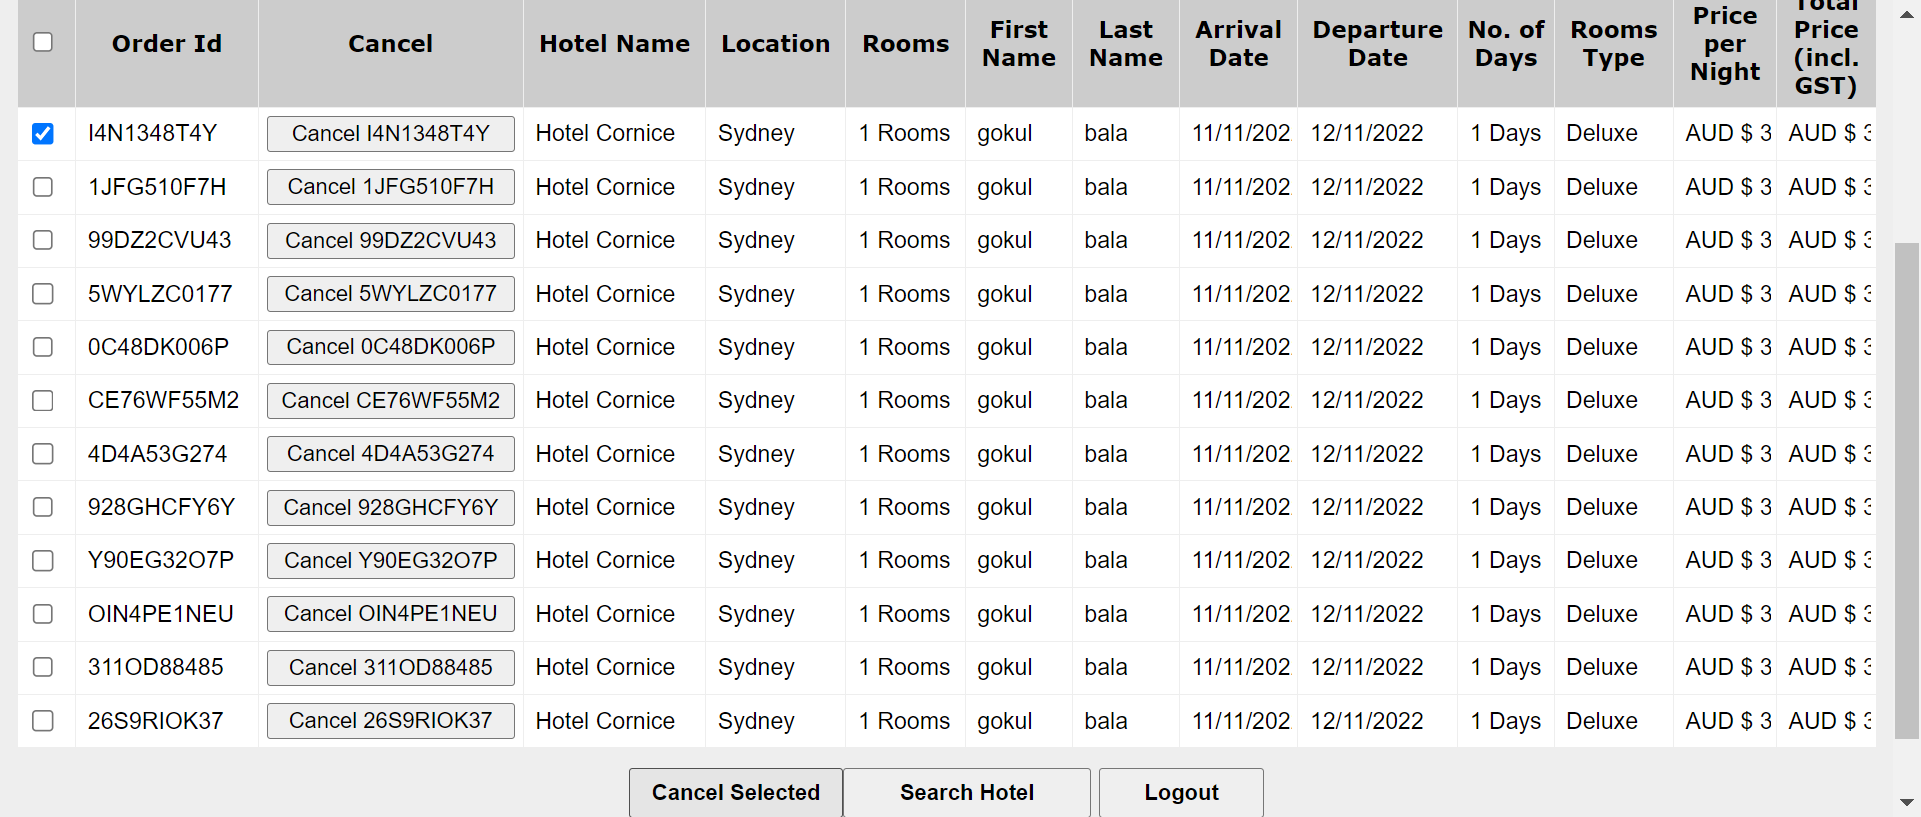 Order Id Cancel Hotel Name Location Rooms First Name Last Name Arrival Date Departure Date No. of Days Rooms Type Price per Night Total Price (incl. GST)
I4N1348T4Y Cancel I4N1348T4Y Hotel Cornice Sydney 1 Rooms gokul bala 11/11/202 12/11/2022 1 Days Deluxe AUD $ 3 AUD $ 3
1JFG510F7H Cancel 1JFG510F7H Hotel Cornice Sydney 1 Rooms gokul bala 11/11/202 12/11/2022 1 Days Deluxe AUD $ 3 AUD $ 3
99DZ2CVU43 Cancel 99DZ2CVU43 Hotel Cornice Sydney 1 Rooms gokul bala 11/11/202 12/11/2022 1 Days Deluxe AUD $ 3 AUD $ 3
5WYLZC0177 Cancel 5WYLZC0177 Hotel Cornice Sydney 1 Rooms gokul bala 11/11/202 12/11/2022 1 Days Deluxe AUD $ 3 AUD $ 3
0C48DK006P Cancel 0C48DK006P Hotel Cornice Sydney 1 Rooms gokul bala 11/11/202 12/11/2022 1 Days Deluxe AUD $ 3 AUD $ 3
CE76WF55M2 Cancel CE76WF55M2 Hotel Cornice Sydney 1 Rooms gokul bala 11/11/202 12/11/2022 1 Days Deluxe AUD $ 3 AUD $ 3
4D4A53G274 Cancel 4D4A53G274 Hotel Cornice Sydney 1 Rooms gokul bala 11/11/202 12/11/2022 1 Days Deluxe AUD $ 3 AUD $ 3
928GHCFY6Y Cancel 928GHCFY6Y Hotel Cornice Sydney 1 Rooms gokul bala 11/11/202 12/11/2022 1 Days Deluxe AUD $ 3 AUD $ 3
Y90EG32O7P Cancel Y90EG32O7P Hotel Cornice Sydney 1 Rooms gokul bala 11/11/202 12/11/2022 1 Days Deluxe AUD $ 3 AUD $ 3
OIN4PE1NEU Cancel OIN4PE1NEU Hotel Cornice Sydney 1 Rooms gokul bala 11/11/202 12/11/2022 1 Days Deluxe AUD $ 3 AUD $ 3
311OD88485 Cancel 311OD88485 Hotel Cornice Sydney 1 Rooms gokul bala 11/11/202 12/11/2022 1 Days Deluxe AUD $ 3 AUD $ 3
26S9RIOK37 Cancel 26S9RIOK37 Hotel Cornice Sydney 1 Rooms gokul bala 11/11/202 12/11/2022 1 Days Deluxe AUD $ 3 AUD $ 3
Cancel Selected Search Hotel Logout